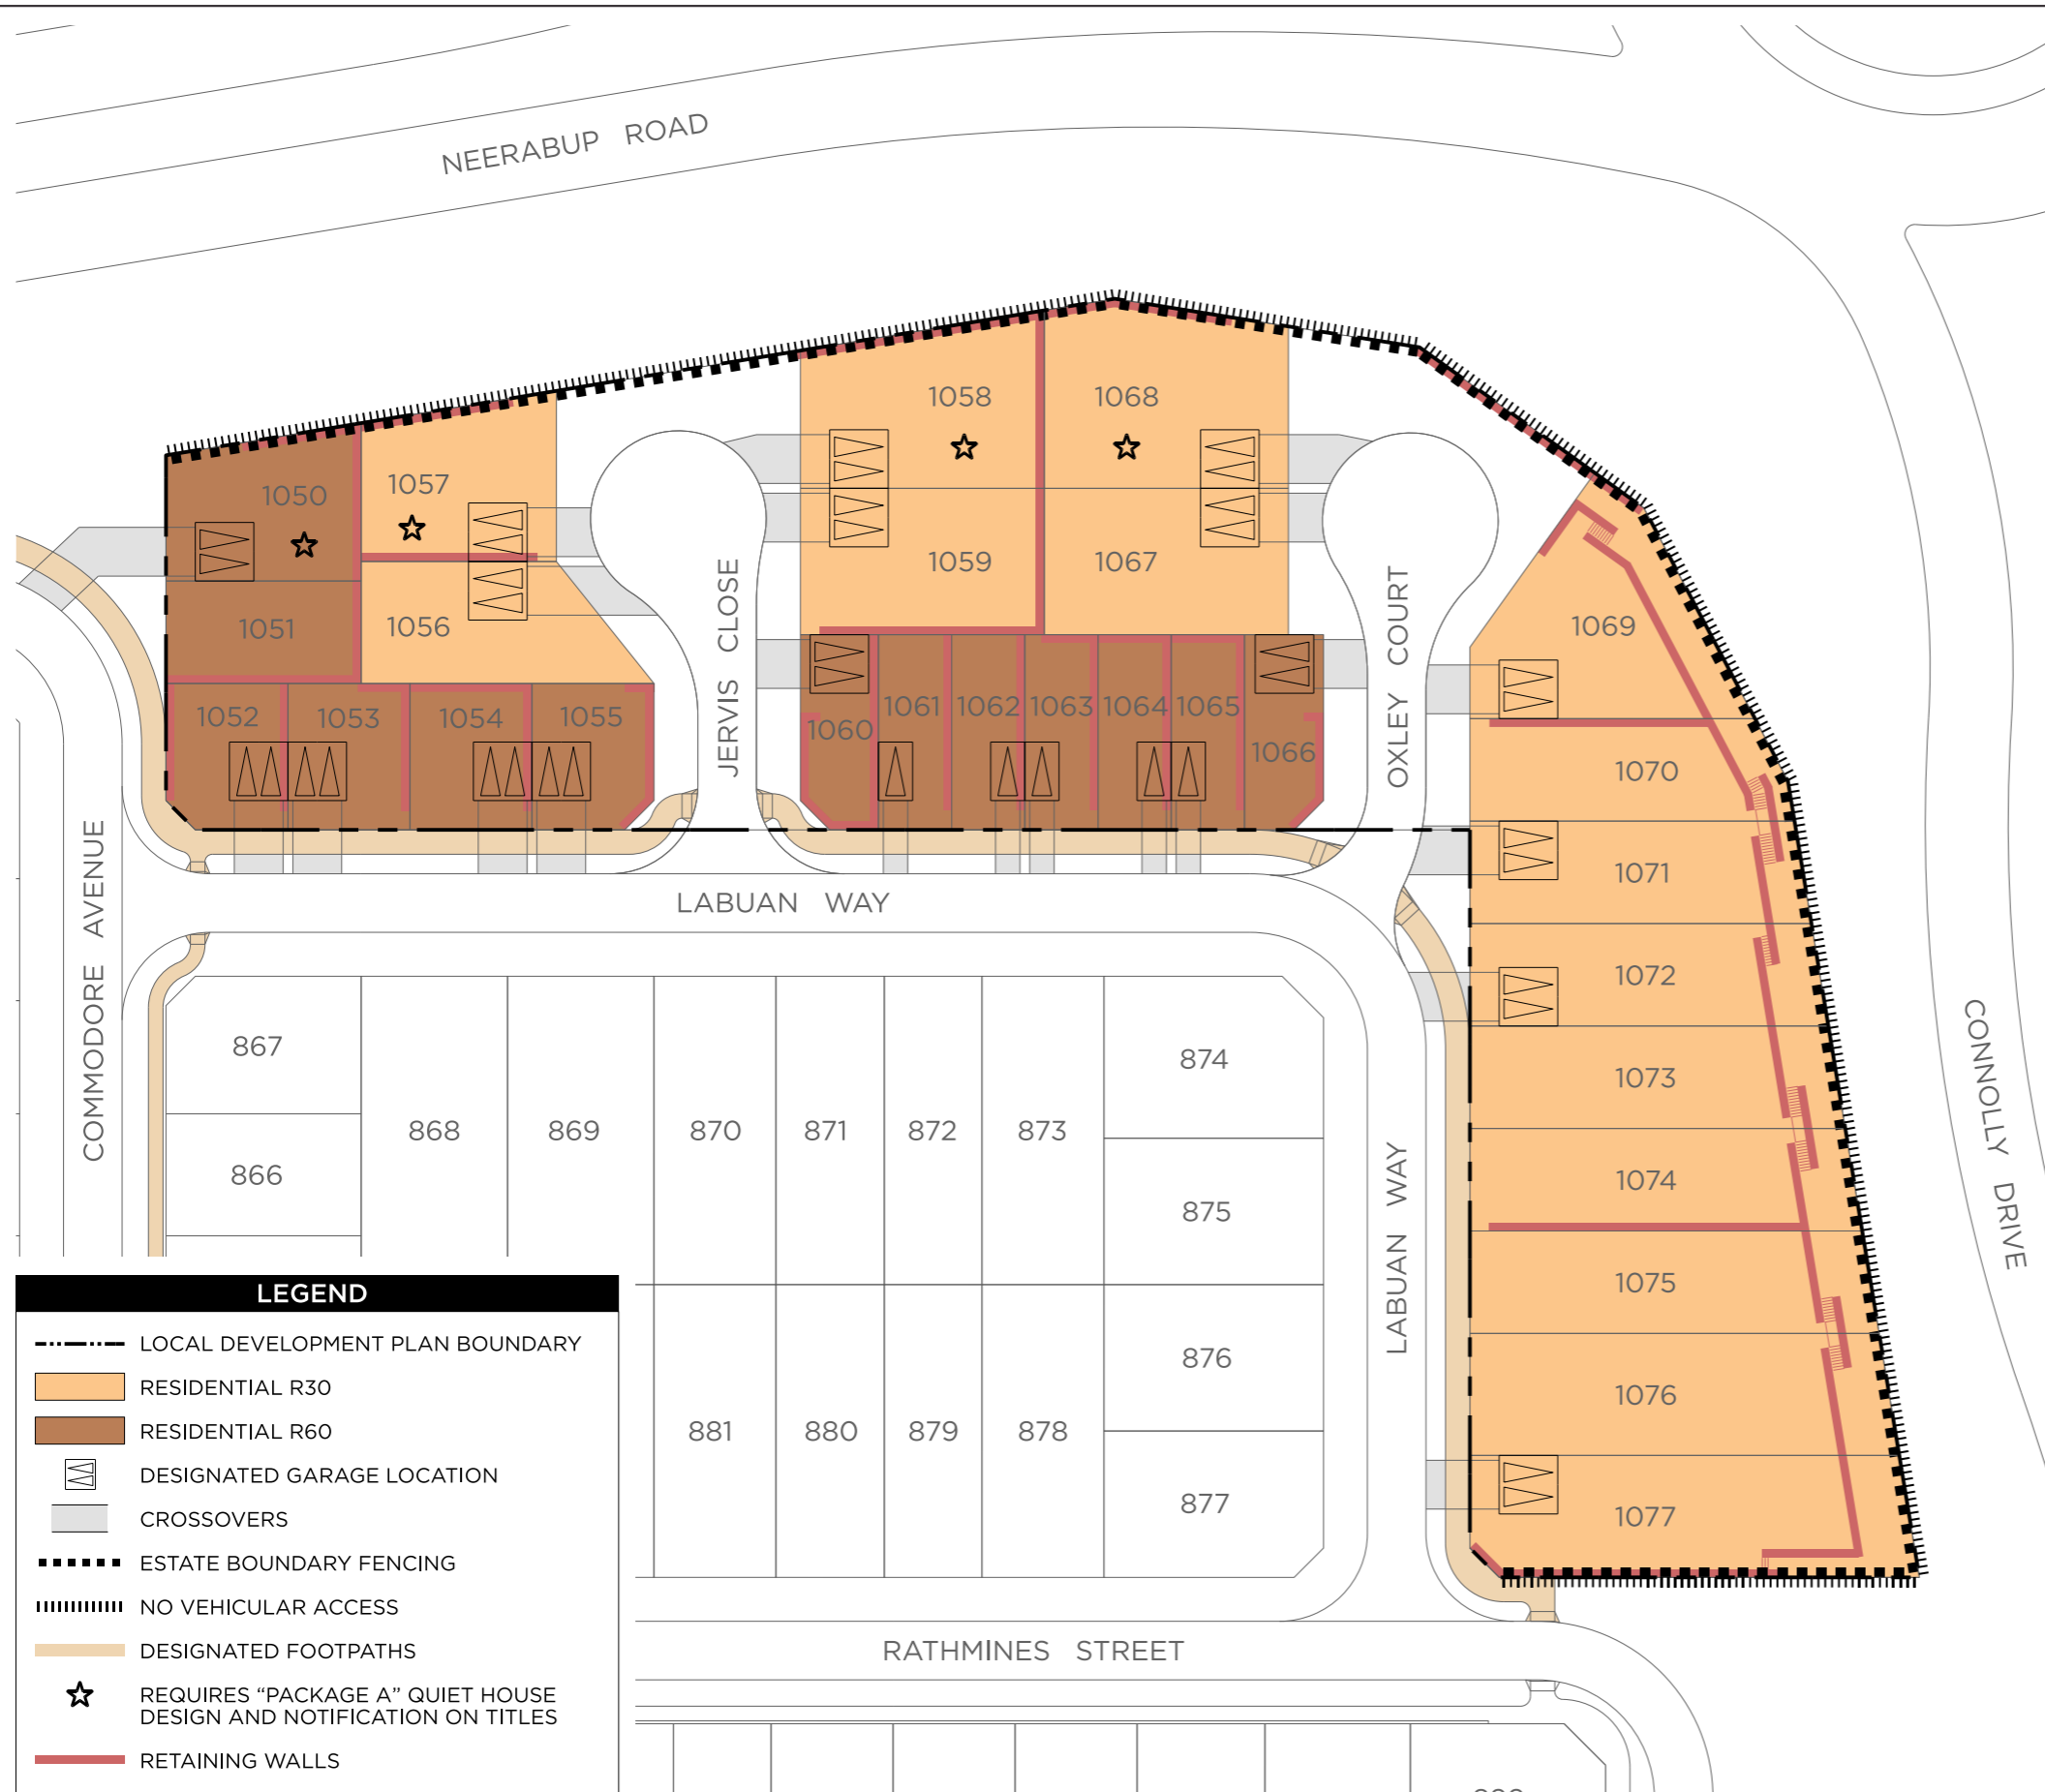 NEERABUP ROAD
1058
1068
1057
1050
1059
1067
1056
1051
1069
JERVIS CLOSE
OXLEY COURT
1052
1053
1054
1055
1060
1061
1062
1063
1064
1065
1066
1070
1071
1072
1073
1074
1075
1076
1077
LABUAN WAY
COMMODORE AVENUE
CONNOLLY DRIVE
867
866
868
869
870
871
872
873
874
875
876
877
881
880
879
878
LABUAN WAY
RATHMINES STREET
LEGEND
LOCAL DEVELOPMENT PLAN BOUNDARY
RESIDENTIAL R30
RESIDENTIAL R60
DESIGNATED GARAGE LOCATION
CROSSOVERS
ESTATE BOUNDARY FENCING
NO VEHICULAR ACCESS
DESIGNATED FOOTPATHS
REQUIRES “PACKAGE A” QUIET HOUSE
DESIGN AND NOTIFICATION ON TITLES
RETAINING WALLS